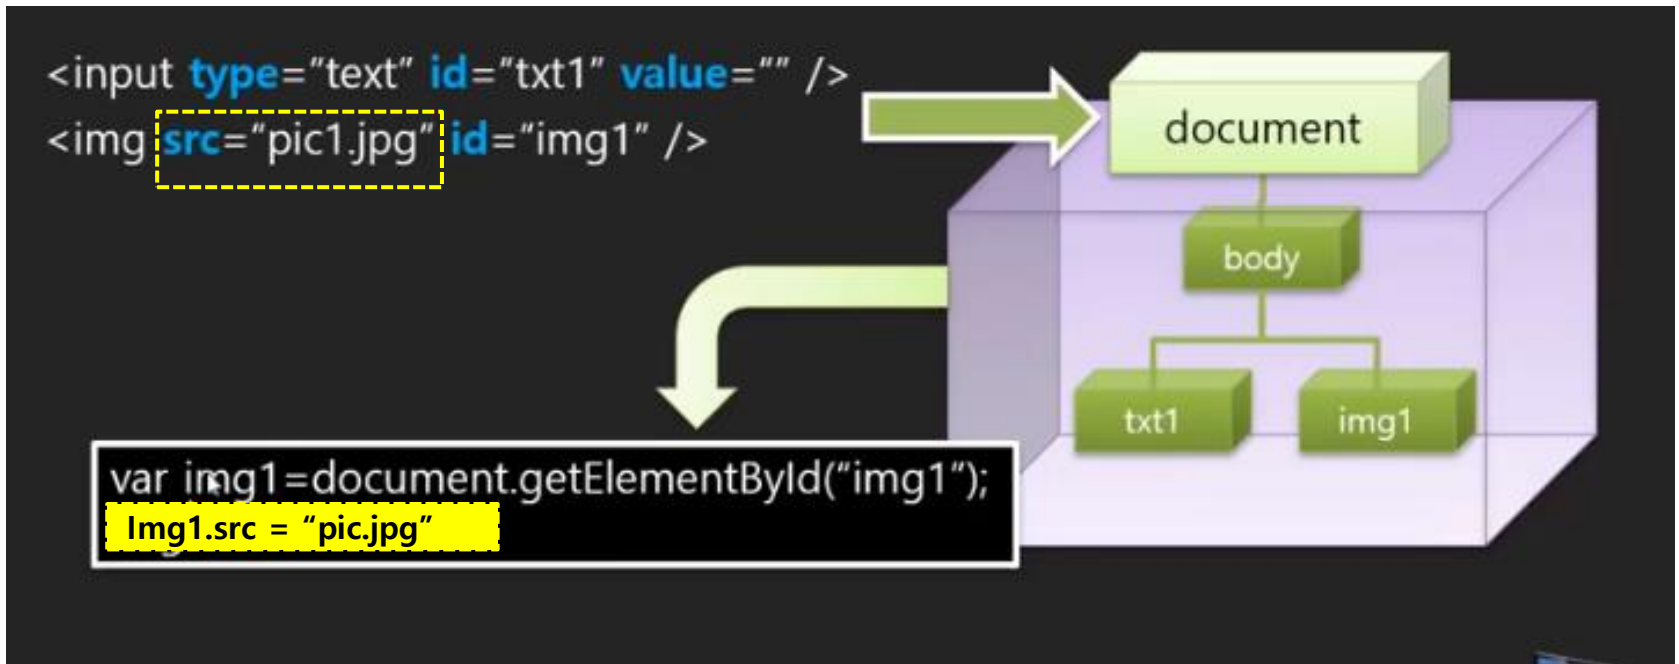 <input type=“text” id=“txt1” value=“” />
<img src=“pic1.jpg” id=“img1” />
document
body
txt1
img1
var img1=document.getElementById(“img1”);
Img1.src = “pic.jpg”